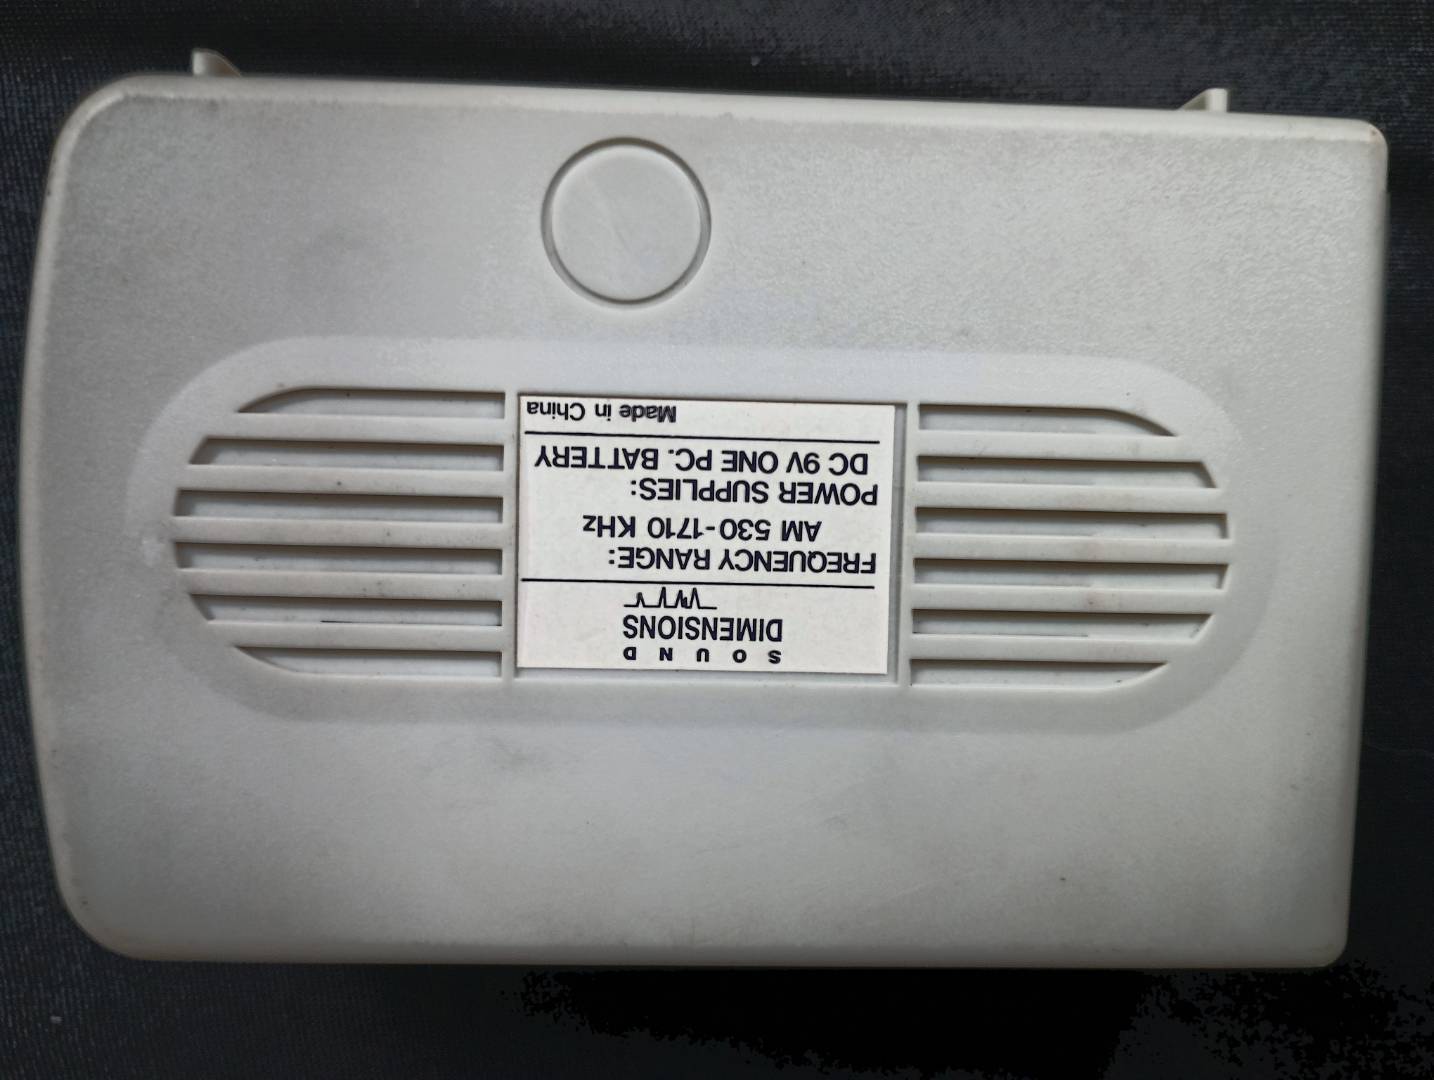 SOUND
DIMENSIONS
FREQUENCY RANGE:
AM 530-1710 KHz
POWER SUPPLIES:
DC 9V ONE PC. BATTERY
Made in China